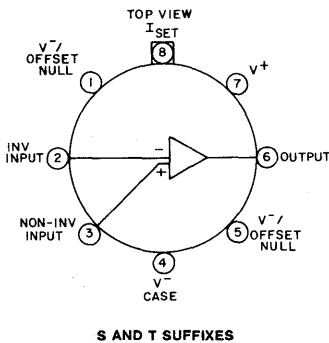 TOP VIEW
I SET
8
V-/
OFFSET
NULL
1
7
V+
INV
INPUT
2
-
+
6
OUTPUT
NON-INV
INPUT
3
V-/
OFFSET
NULL
5
4
V-
CASE
S AND T SUFFIXES